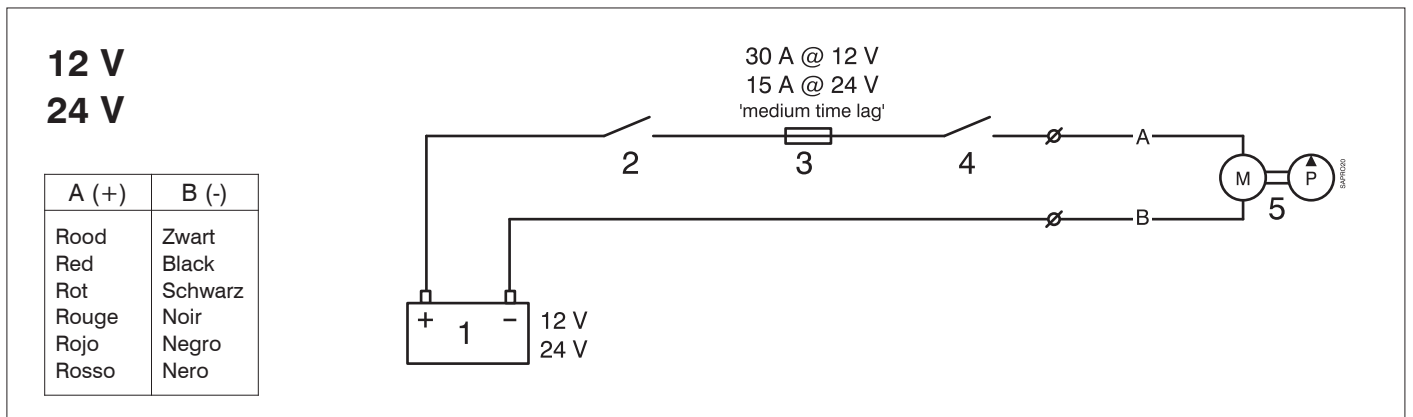 12 V
24 V
30 A @ 12 V
15 A @ 24 V
'medium time lag'
2
3
4
A
M
P
5
SAPRO20
B
A (+) B (-)
Rood Zwart
Red Black
Rot Schwarz
Rouge Noir
Rojo Negro
Rosso Nero
+ 1 −
12 V
24 V